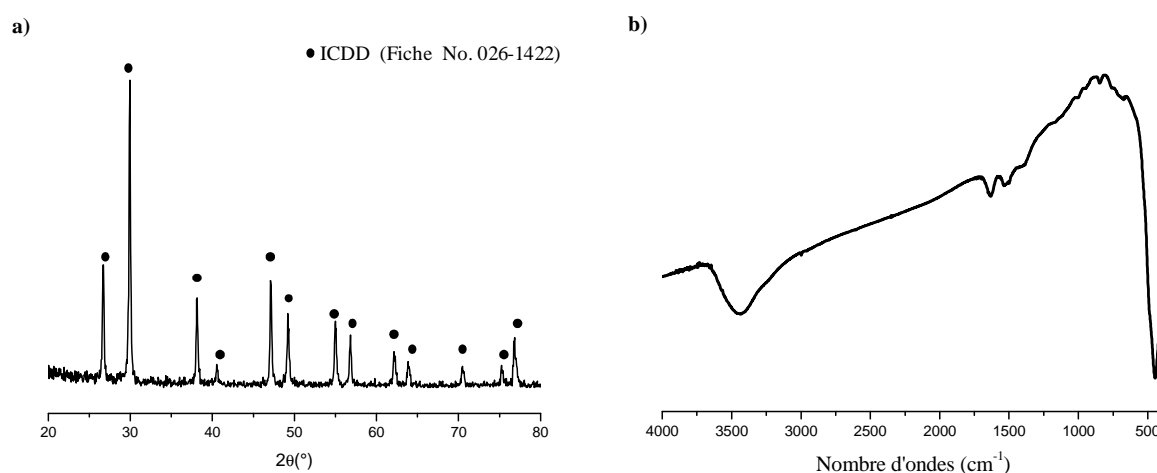 a)
● ICDD (Fiche No. 026-1422)
20 30 40 50 60 70 80
2θ(°)
b)
4000 3500 3000 2500 2000 1500 1000 500
Nombre d'ondes (cm⁻¹)